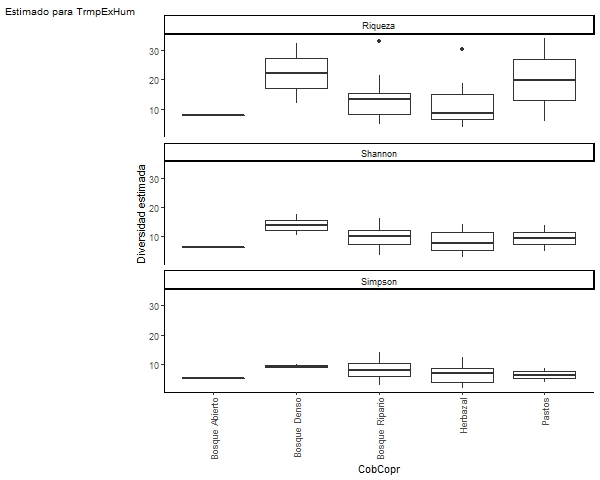 Estimado para TrmpExHum
Riqueza
30
20
10
Shannon
30
20
10
Simpson
30
20
10
Diversidad estimada
Bosque Abierto
Bosque Denso
Bosque Ripario
Herbazal
Pastos
CobCopr